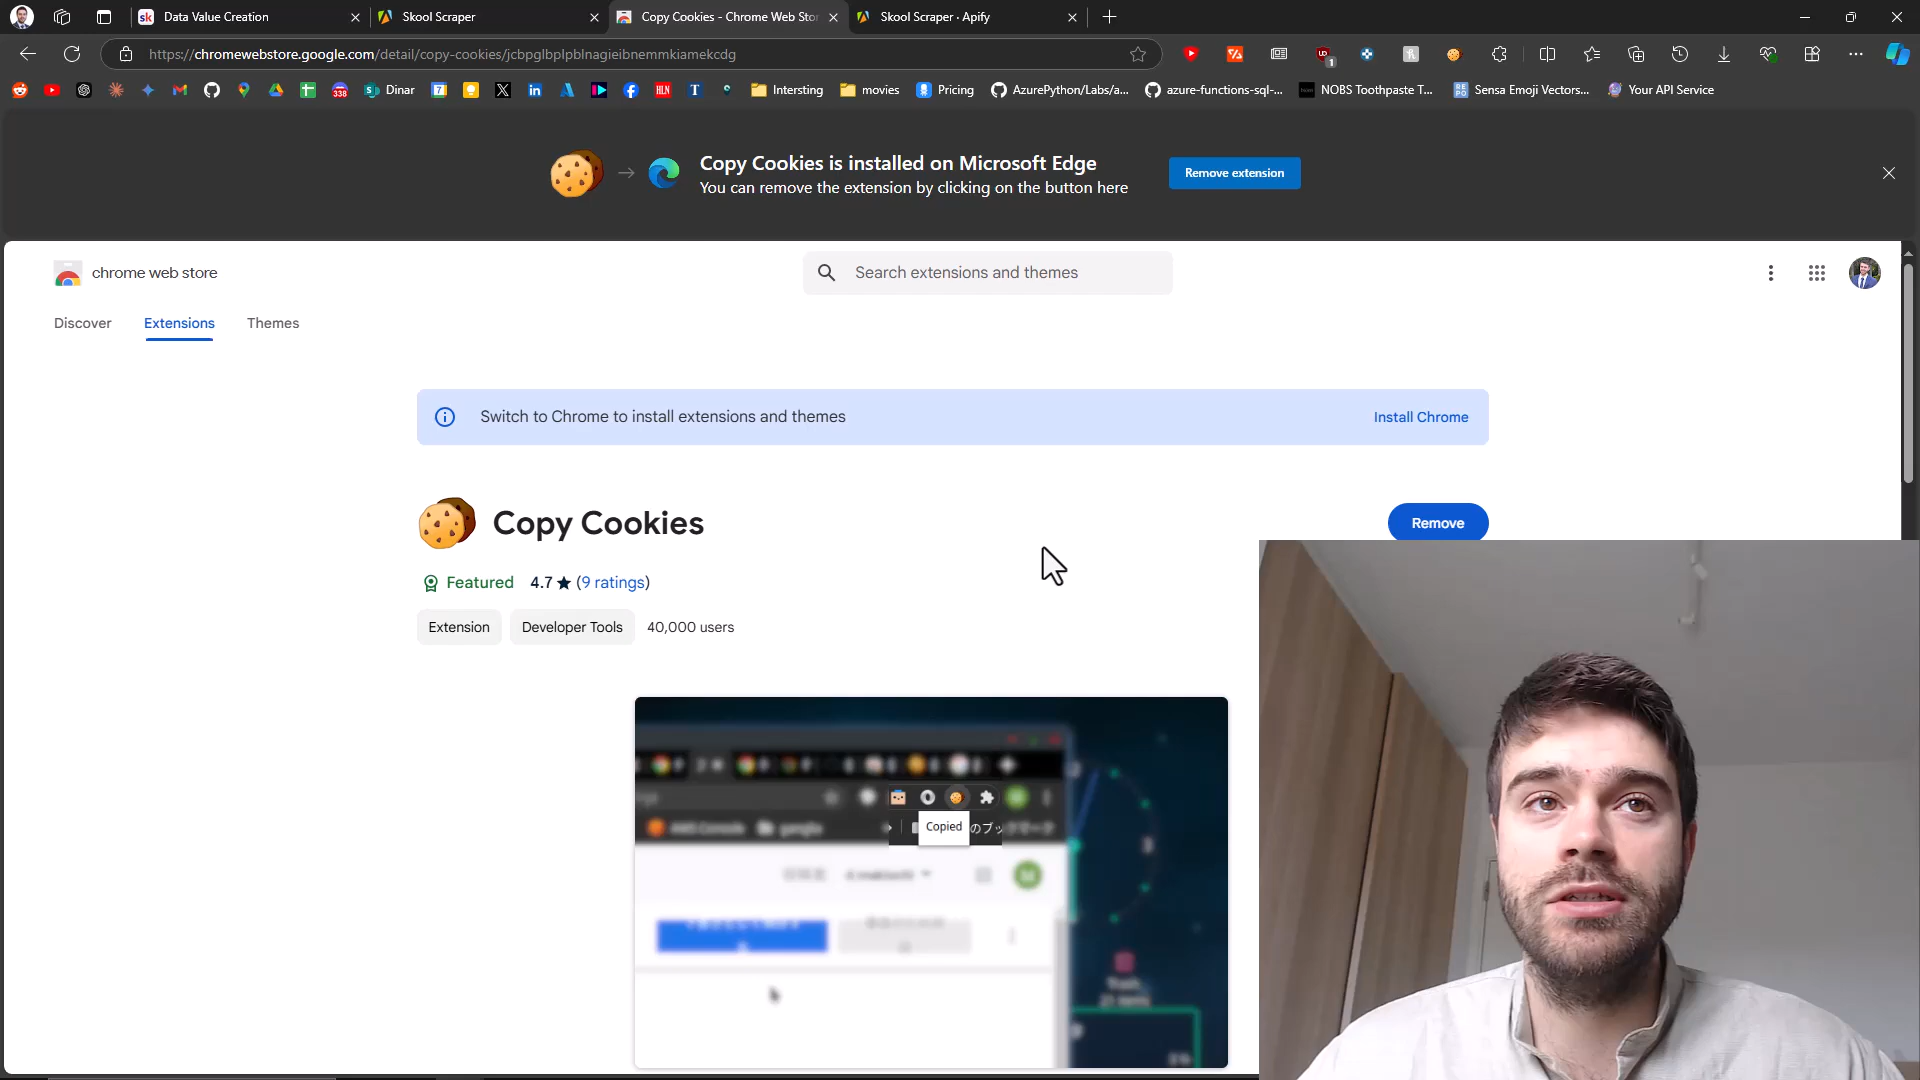 Data Value Creation
Skool Scraper
Copy Cookies - Chrome Web Stor
Skool Scraper · Apify
https://chromewebstore.google.com/detail/copy-cookies/jcbpglbplpblnagieibnemmkiamekcdg
Dinar
Intersting
movies
Pricing
AzurePython/Labs/a...
azure-functions-sql-...
NOBS Toothpaste T...
Sensa Emoji Vectors...
Your API Service
Copy Cookies is installed on Microsoft Edge
You can remove the extension by clicking on the button here
Remove extension
chrome web store
Search extensions and themes
Discover
Extensions
Themes
Switch to Chrome to install extensions and themes
Install Chrome
Copy Cookies
Remove
Featured
4.7 ★ (9 ratings)
Extension
Developer Tools
40,000 users
Copied